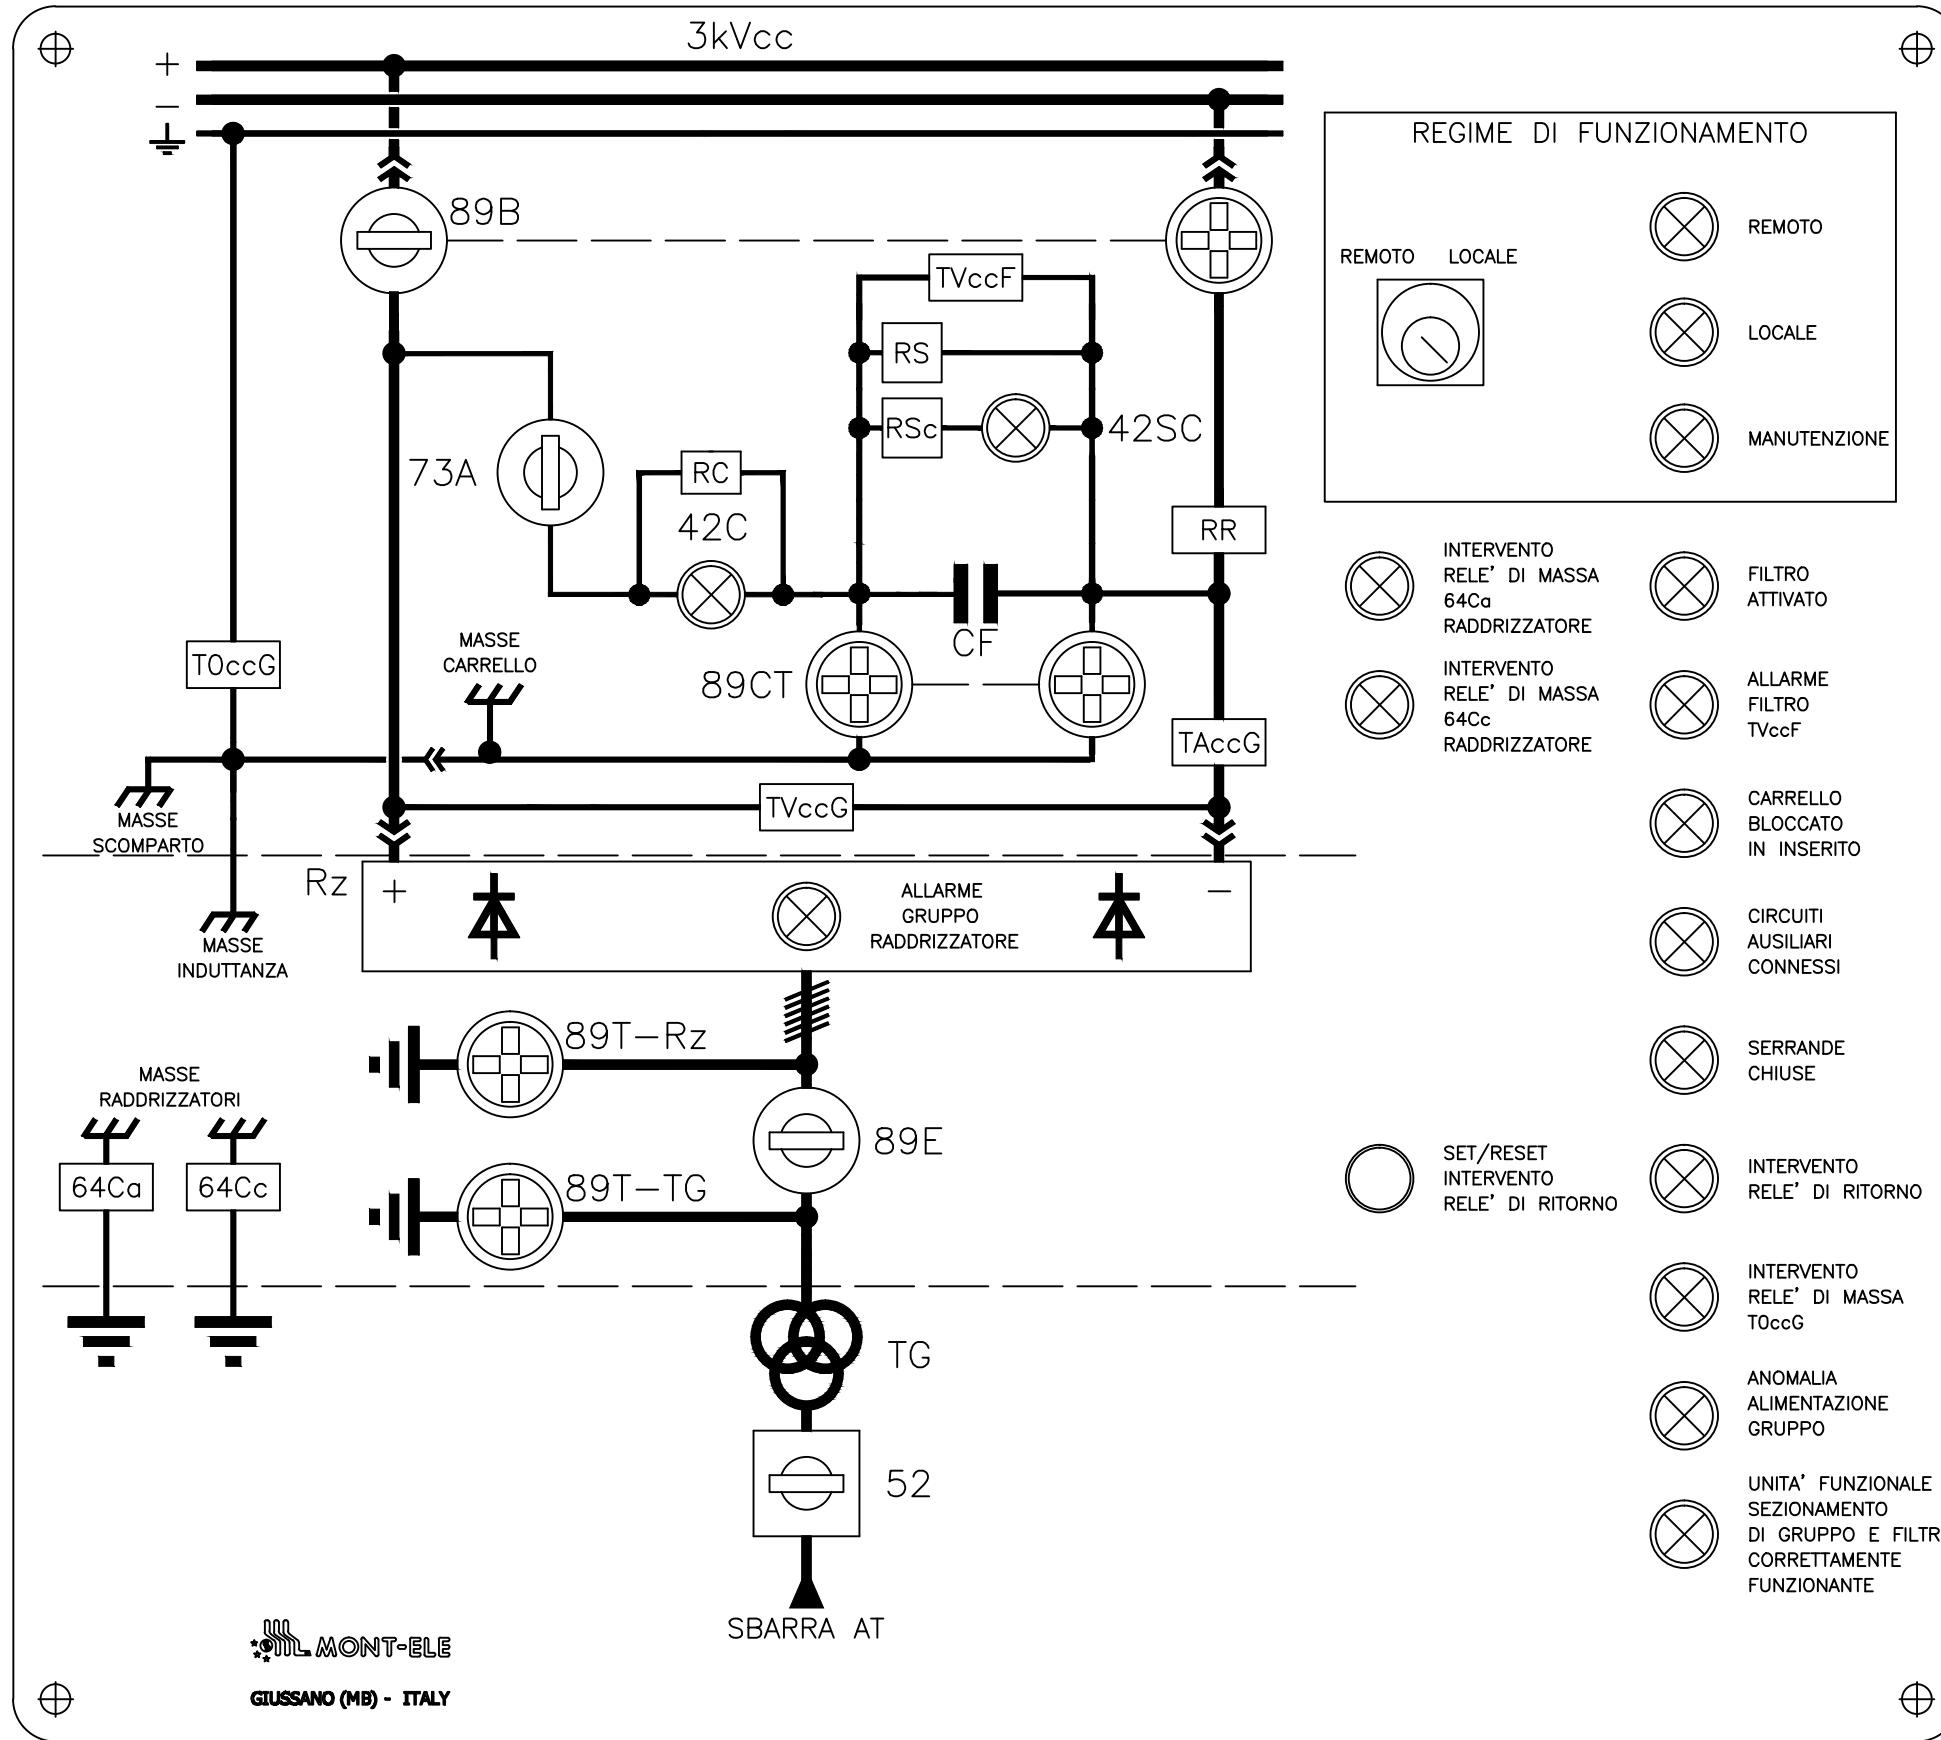 3kVcc
+
−
REGIME DI FUNZIONAMENTO
89B
REMOTO
REMOTO LOCALE
TVccF
LOCALE
RS
RSc
42SC
MANUTENZIONE
73A
RC
42C
RR
INTERVENTO
RELE' DI MASSA
64Ca
RADDRIZZATORE
FILTRO
ATTIVATO
CF
MASSE
CARRELLO
TOccG
89CT
INTERVENTO
RELE' DI MASSA
64Cc
RADDRIZZATORE
ALLARME
FILTRO
TVccF
TAccG
TVccG
MASSE
SCOMPARTO
CARRELLO
BLOCCATO
IN INSERITO
Rz
+
−
ALLARME
GRUPPO
RADDRIZZATORE
MASSE
INDUTTANZA
CIRCUITI
AUSILIARI
CONNESSI
89T-Rz
SERRANDE
CHIUSE
MASSE
RADDRIZZATORI
89E
64Ca
64Cc
89T-TG
SET/RESET
INTERVENTO
RELE' DI RITORNO
INTERVENTO
RELE' DI RITORNO
INTERVENTO
RELE' DI MASSA
TOccG
TG
ANOMALIA
ALIMENTAZIONE
GRUPPO
52
UNITA' FUNZIONALE
SEZIONAMENTO
DI GRUPPO E FILTR
CORRETTAMENTE
FUNZIONANTE
SBARRA AT
MONT-ELE
GIUSSANO (MB) - ITALY